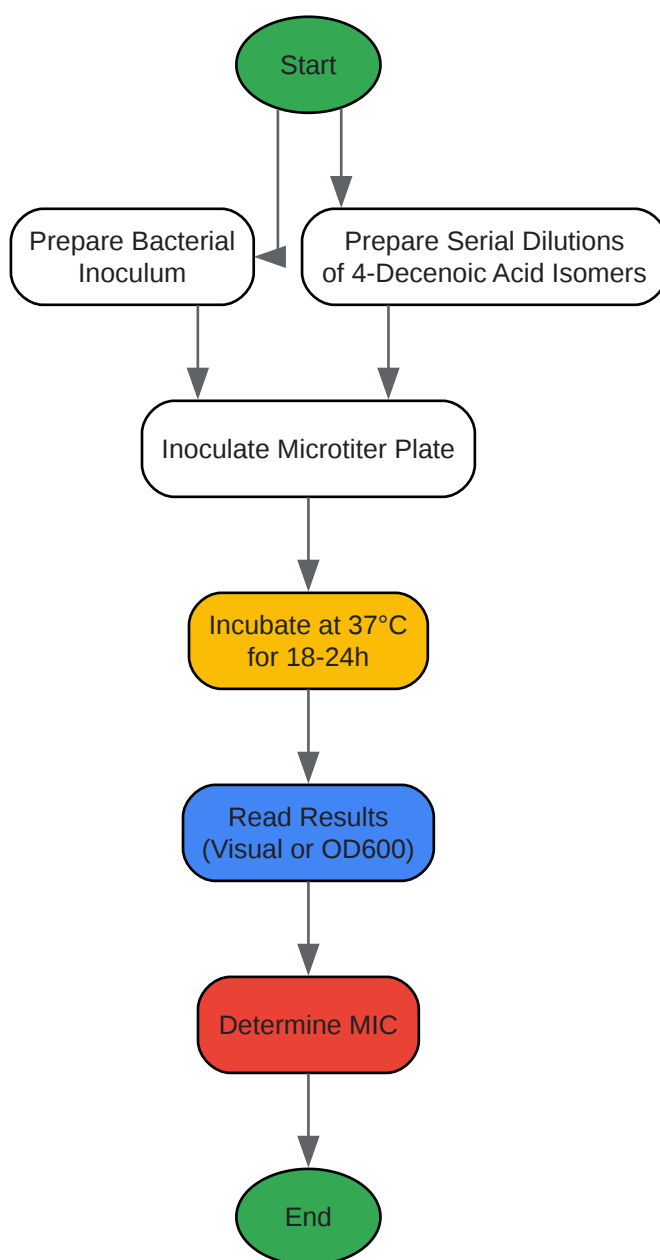 Start
Prepare Bacterial
Inoculum
Prepare Serial Dilutions
of 4-Decenoic Acid Isomers
Inoculate Microtiter Plate
Incubate at 37°C
for 18-24h
Read Results
(Visual or OD600)
Determine MIC
End